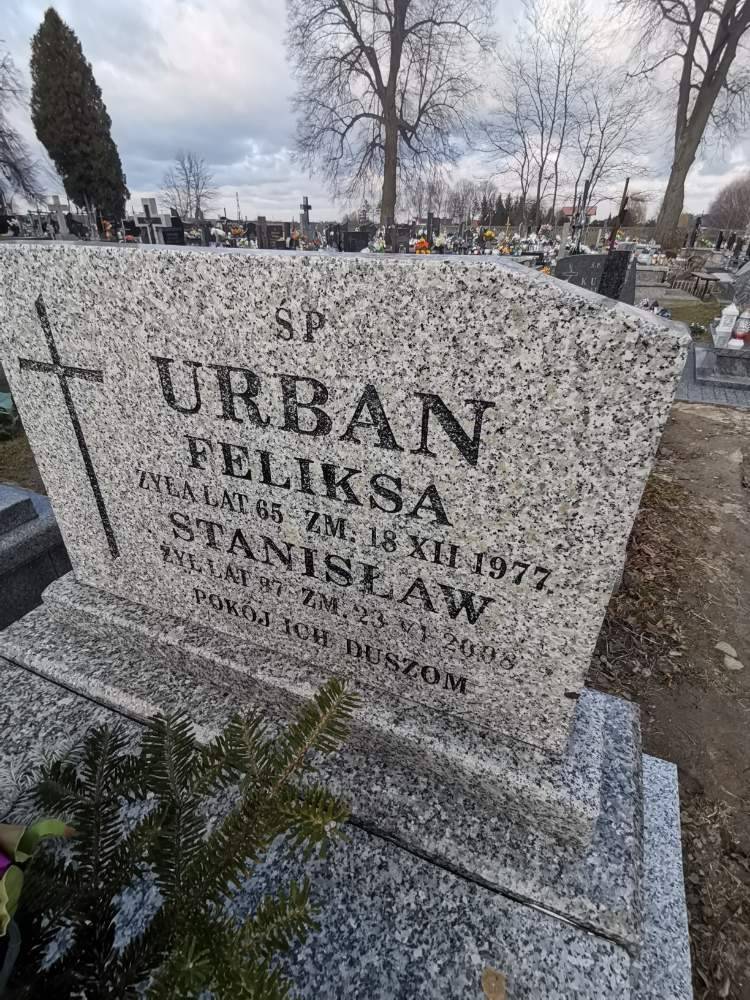 ŚP
URBAN
FELIKSA
ŻYŁA LAT 65 ZM. 18 XII 1977
STANISŁAW
ŻYŁ LAT 97 ZM. 23 VI 2008
POKÓJ ICH DUSZOM